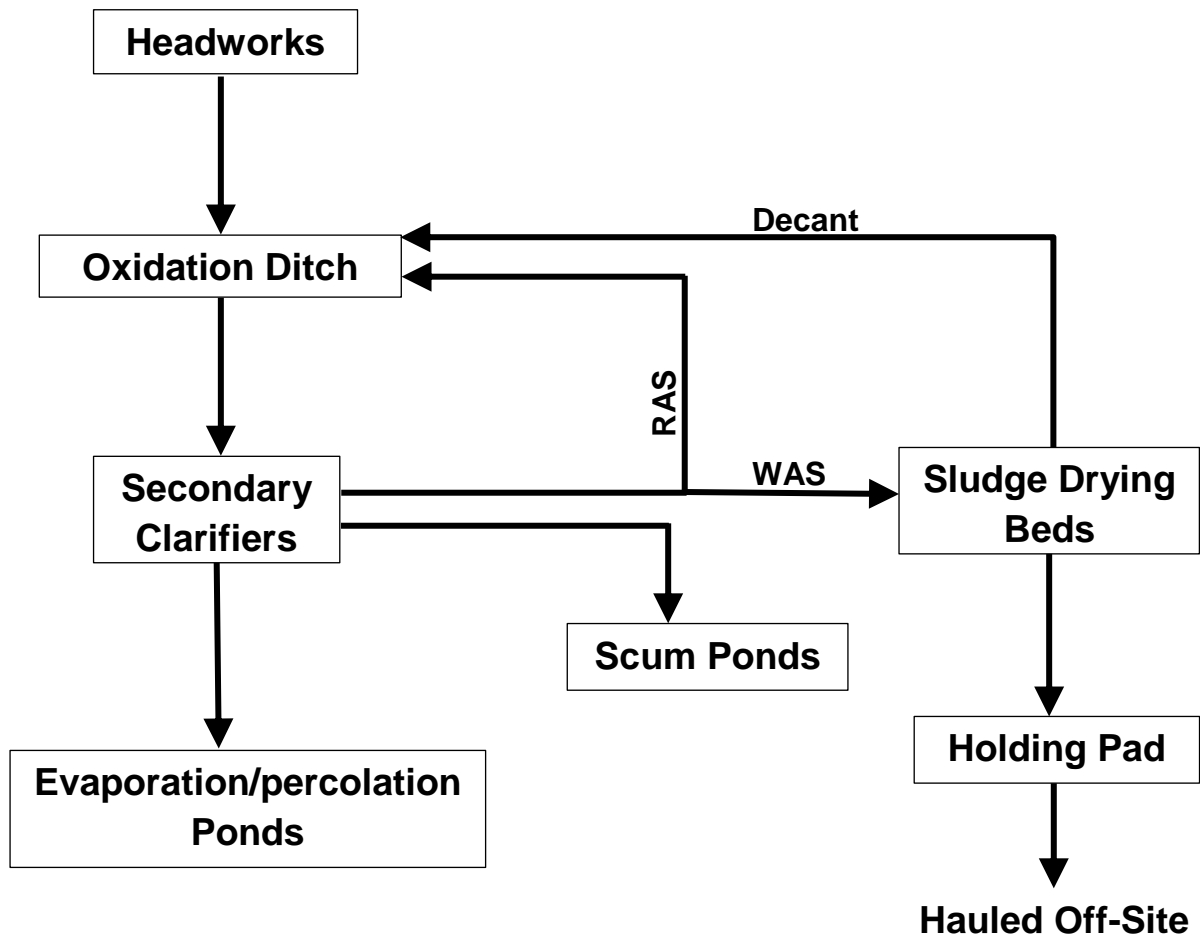 Headworks
Decant
Oxidation Ditch
RAS
WAS
Secondary
Clarifiers
Sludge Drying
Beds
Scum Ponds
Holding Pad
Evaporation/percolation
Ponds
Hauled Off-Site